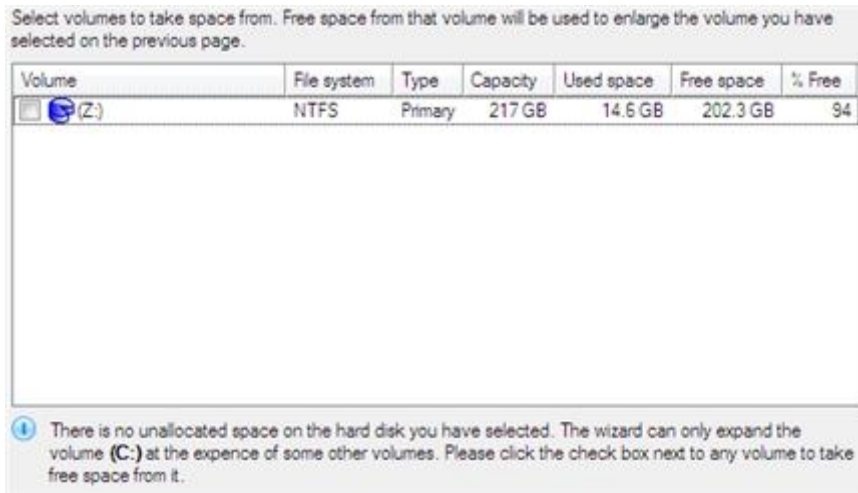 Select volumes to take space from. Free space from that volume will be used to enlarge the volume you have
selected on the previous page.
Volume File system Type Capacity Used space Free space % Free
(Z:) NTFS Primary 217 GB 14.6 GB 202.3 GB 94
There is no unallocated space on the hard disk you have selected. The wizard can only expand the
volume (C:) at the expence of some other volumes. Please click the check box next to any volume to take
free space from it.